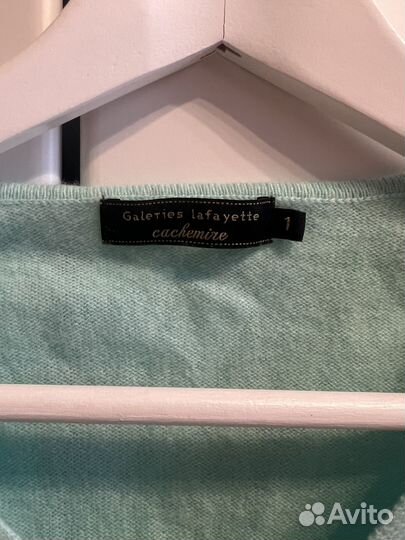 Galeries lafayette
cachemire
1
Avito